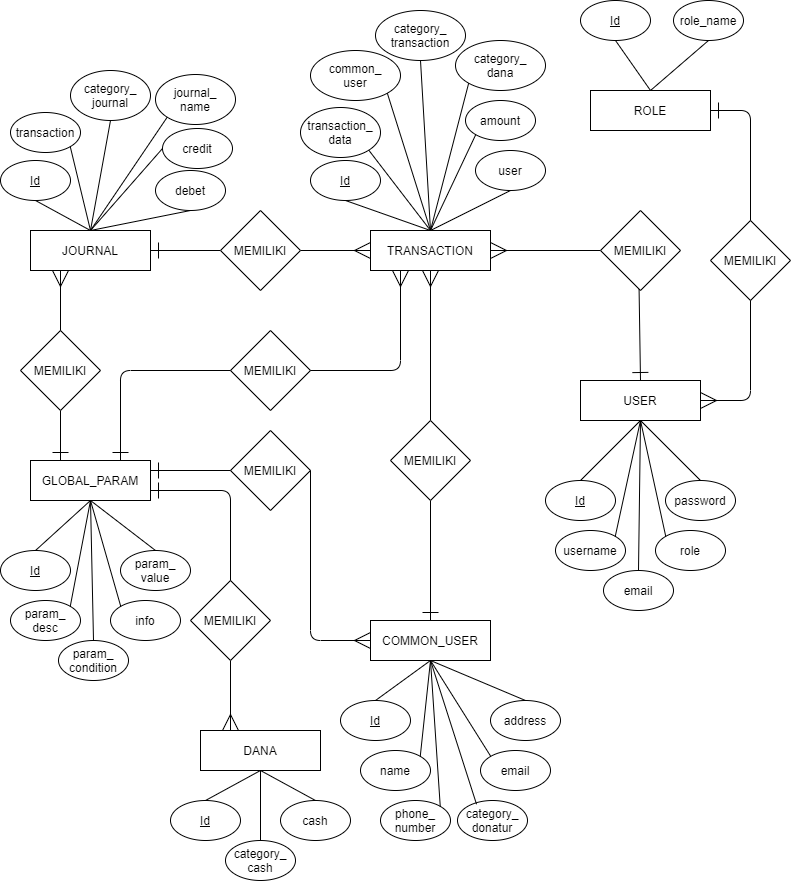 Id
role_name
category_
transaction
common_
user
category_
dana
category_
journal
journal_
name
ROLE
transaction
transaction_
data
amount
credit
Id
debet
Id
user
JOURNAL
MEMILIKI
TRANSACTION
MEMILIKI
MEMILIKI
MEMILIKI
MEMILIKI
USER
GLOBAL_PARAM
MEMILIKI
MEMILIKI
Id
password
username
role
email
Id
param_
value
param_
desc
info
param_
condition
MEMILIKI
COMMON_USER
Id
address
DANA
name
email
Id
cash
phone_
number
category_
donatur
category_
cash